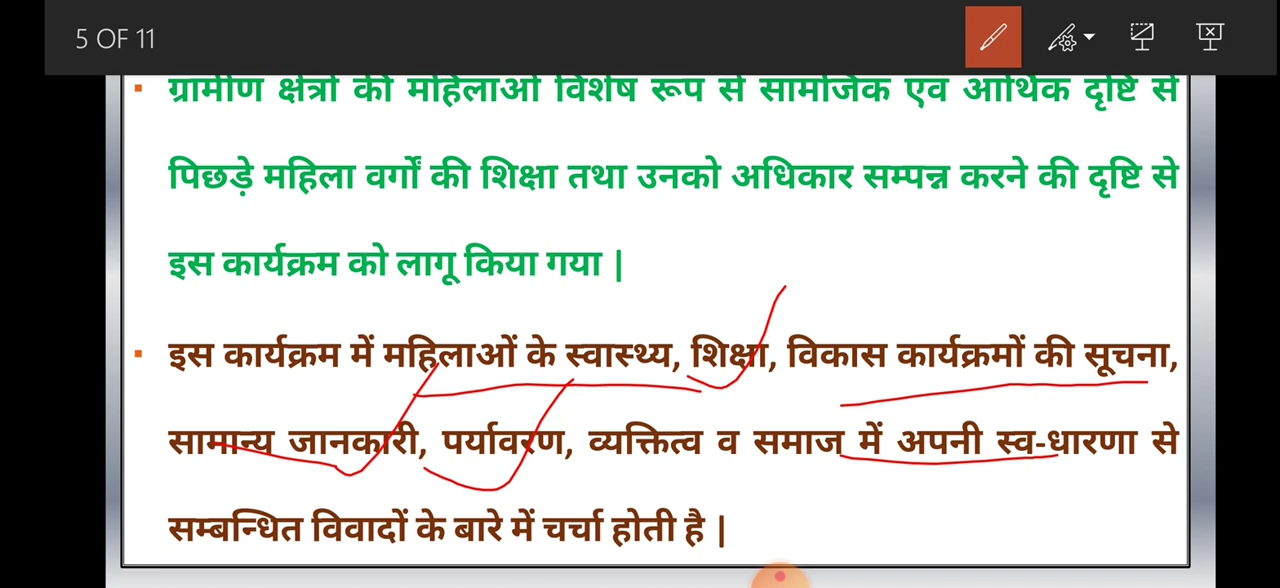 5 OF 11
ग्रामीण क्षेत्रों की महिलाओं विशेष रूप से सामाजिक एवं आर्थिक दृष्टि से
पिछड़े महिला वर्गों की शिक्षा तथा उनको अधिकार सम्पन्न करने की दृष्टि से
इस कार्यक्रम को लागू किया गया |
इस कार्यक्रम में महिलाओं के स्वास्थ्य, शिक्षा, विकास कार्यक्रमों की सूचना,
सामान्य जानकारी, पर्यावरण, व्यक्तित्व व समाज में अपनी स्व-धारणा से
सम्बन्धित विवादों के बारे में चर्चा होती है |